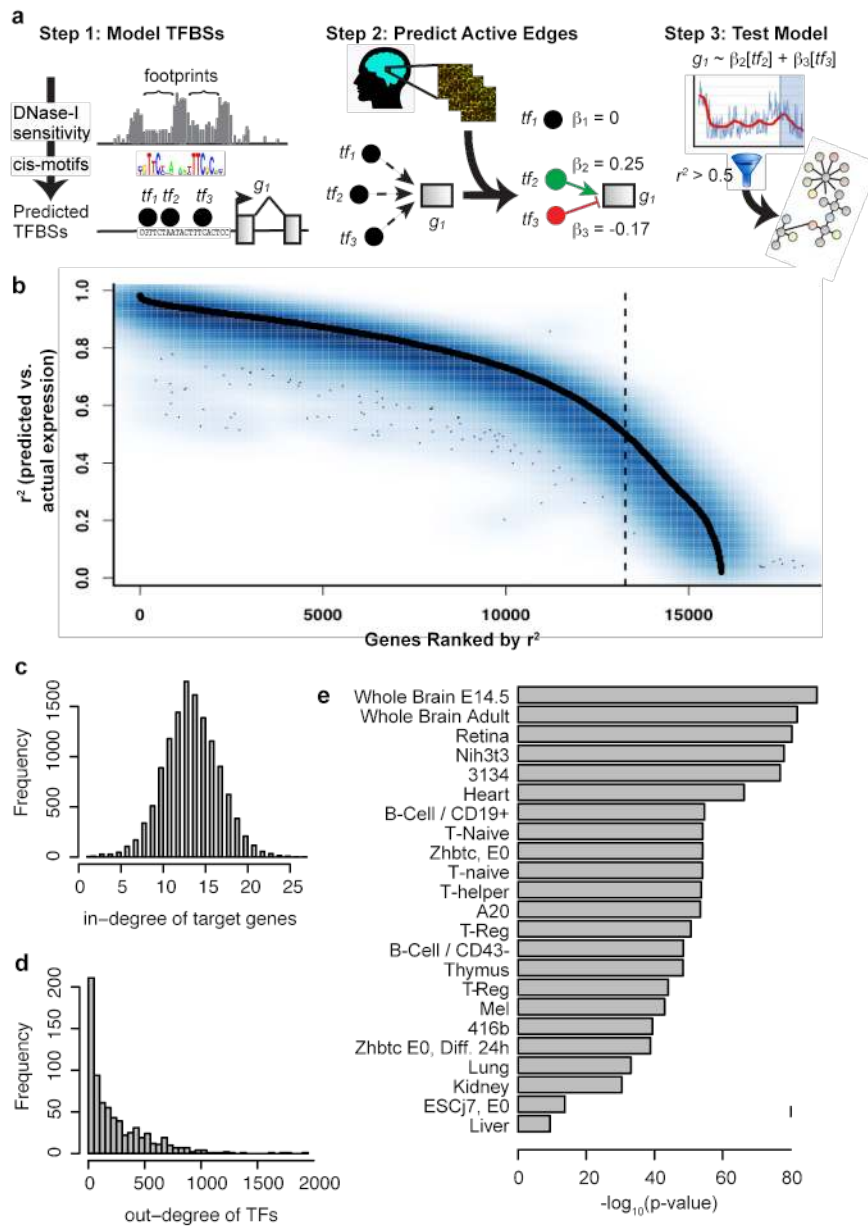 a
Step 1: Model TFBSs
Step 2: Predict Active Edges
Step 3: Test Model
footprints
DNase-I
sensitivity
cis-motifs
Predicted
TFBSs
tf1 tf2 tf3
g1
tf1
tf2
tf3
g1
tf1 β1 = 0
β2 = 0.25
tf2
g1
tf3
β3 = -0.17
g1 ~ β2[tf2] + β3[tf3]
r² > 0.5
b
r² (predicted vs.
actual expression)
1.0
0.8
0.6
0.4
0.2
0.0
0 5000 10000 15000
Genes Ranked by r²
c
Frequency
0 500 1000 1500
0 5 10 15 20 25
in-degree of target genes
d
Frequency
0 50 100 150 200
0 500 1000 1500 2000
out-degree of TFs
e
Whole Brain E14.5
Whole Brain Adult
Retina
Nih3t3
3134
Heart
B-Cell / CD19+
T-Naive
Zhbtc, E0
T-naive
T-helper
A20
T-Reg
B-Cell / CD43-
Thymus
T-Reg
Mel
416b
Zhbtc E0, Diff. 24h
Lung
Kidney
ESCj7, E0
Liver
0 20 40 60 80
-log10(p-value)